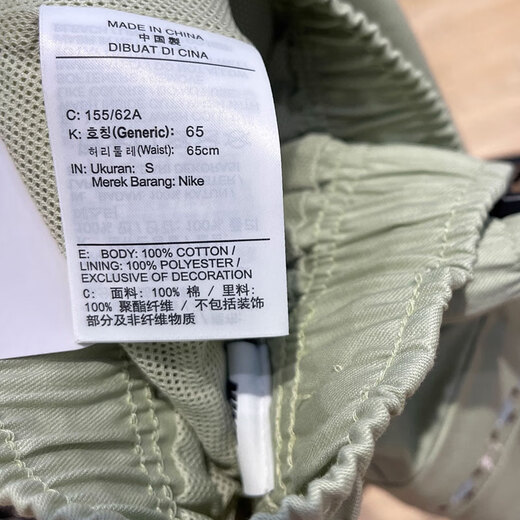 MADE IN CHINA
中国製
DIBUAT DI CINA
C: 155/62A
K: 호칭(Generic): 65
허리둘레(Waist): 65cm
IN: Ukuran: S
Merek Barang: Nike
E: BODY: 100% COTTON /
LINING: 100% POLYESTER /
EXCLUSIVE OF DECORATION
C: 面料: 100% 棉 / 里料:
100% 聚酯纤维 / 不包括装饰
部分及非纤维物质